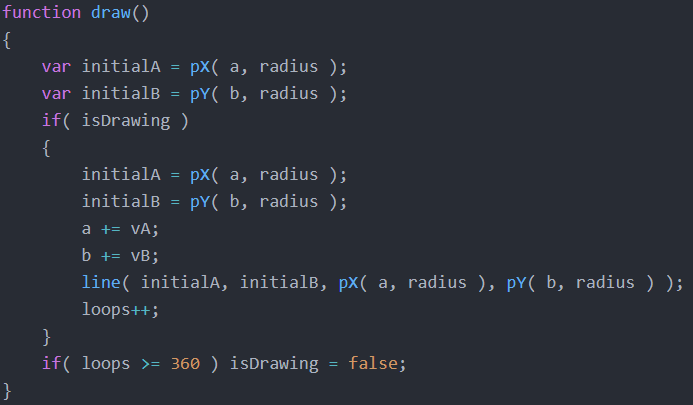 function draw()
{
    var initialA = pX( a, radius );
    var initialB = pY( b, radius );
    if( isDrawing )
    {
        initialA = pX( a, radius );
        initialB = pY( b, radius );
        a += vA;
        b += vB;
        line( initialA, initialB, pX( a, radius ), pY( b, radius ) );
        loops++;
    }
    if( loops >= 360 ) isDrawing = false;
}